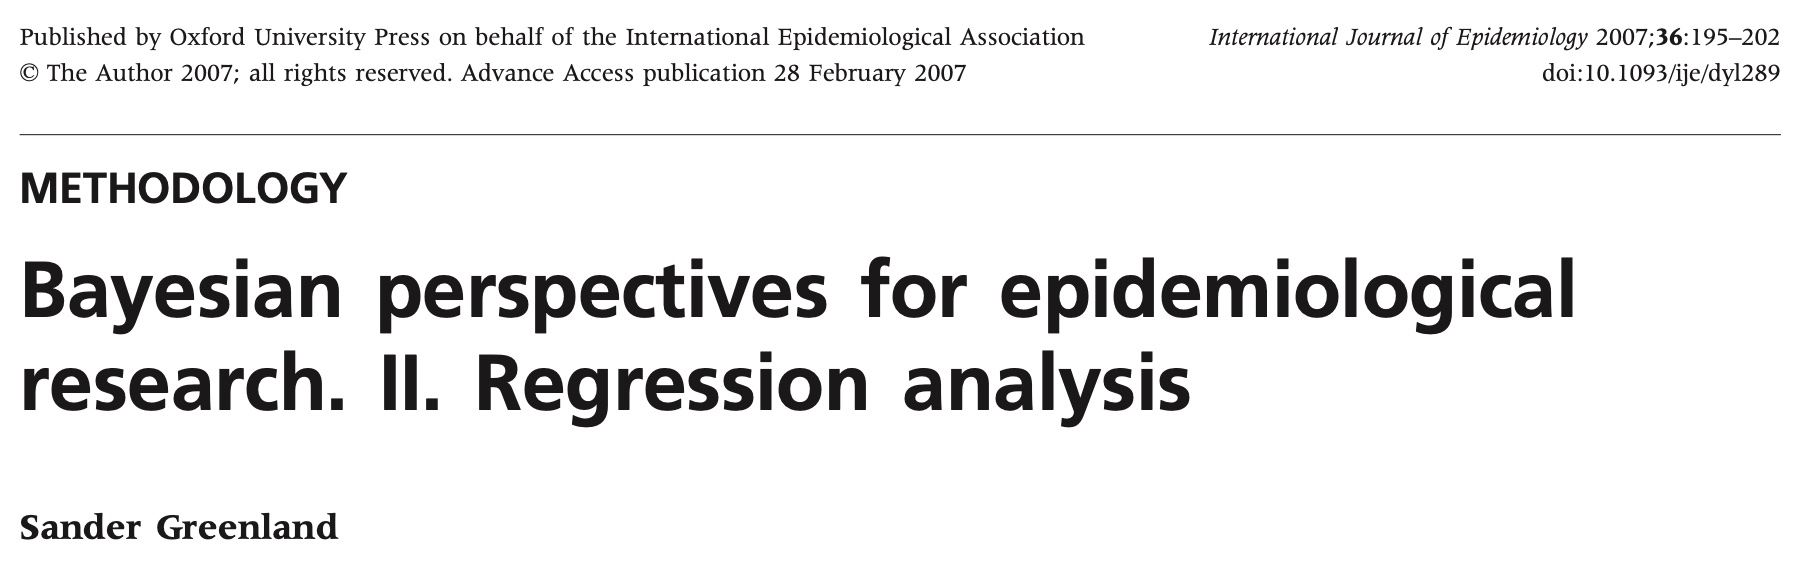 Published by Oxford University Press on behalf of the International Epidemiological Association
© The Author 2007; all rights reserved. Advance Access publication 28 February 2007
International Journal of Epidemiology 2007;36:195–202
doi:10.1093/ije/dyl289
METHODOLOGY
Bayesian perspectives for epidemiological
research. II. Regression analysis
Sander Greenland